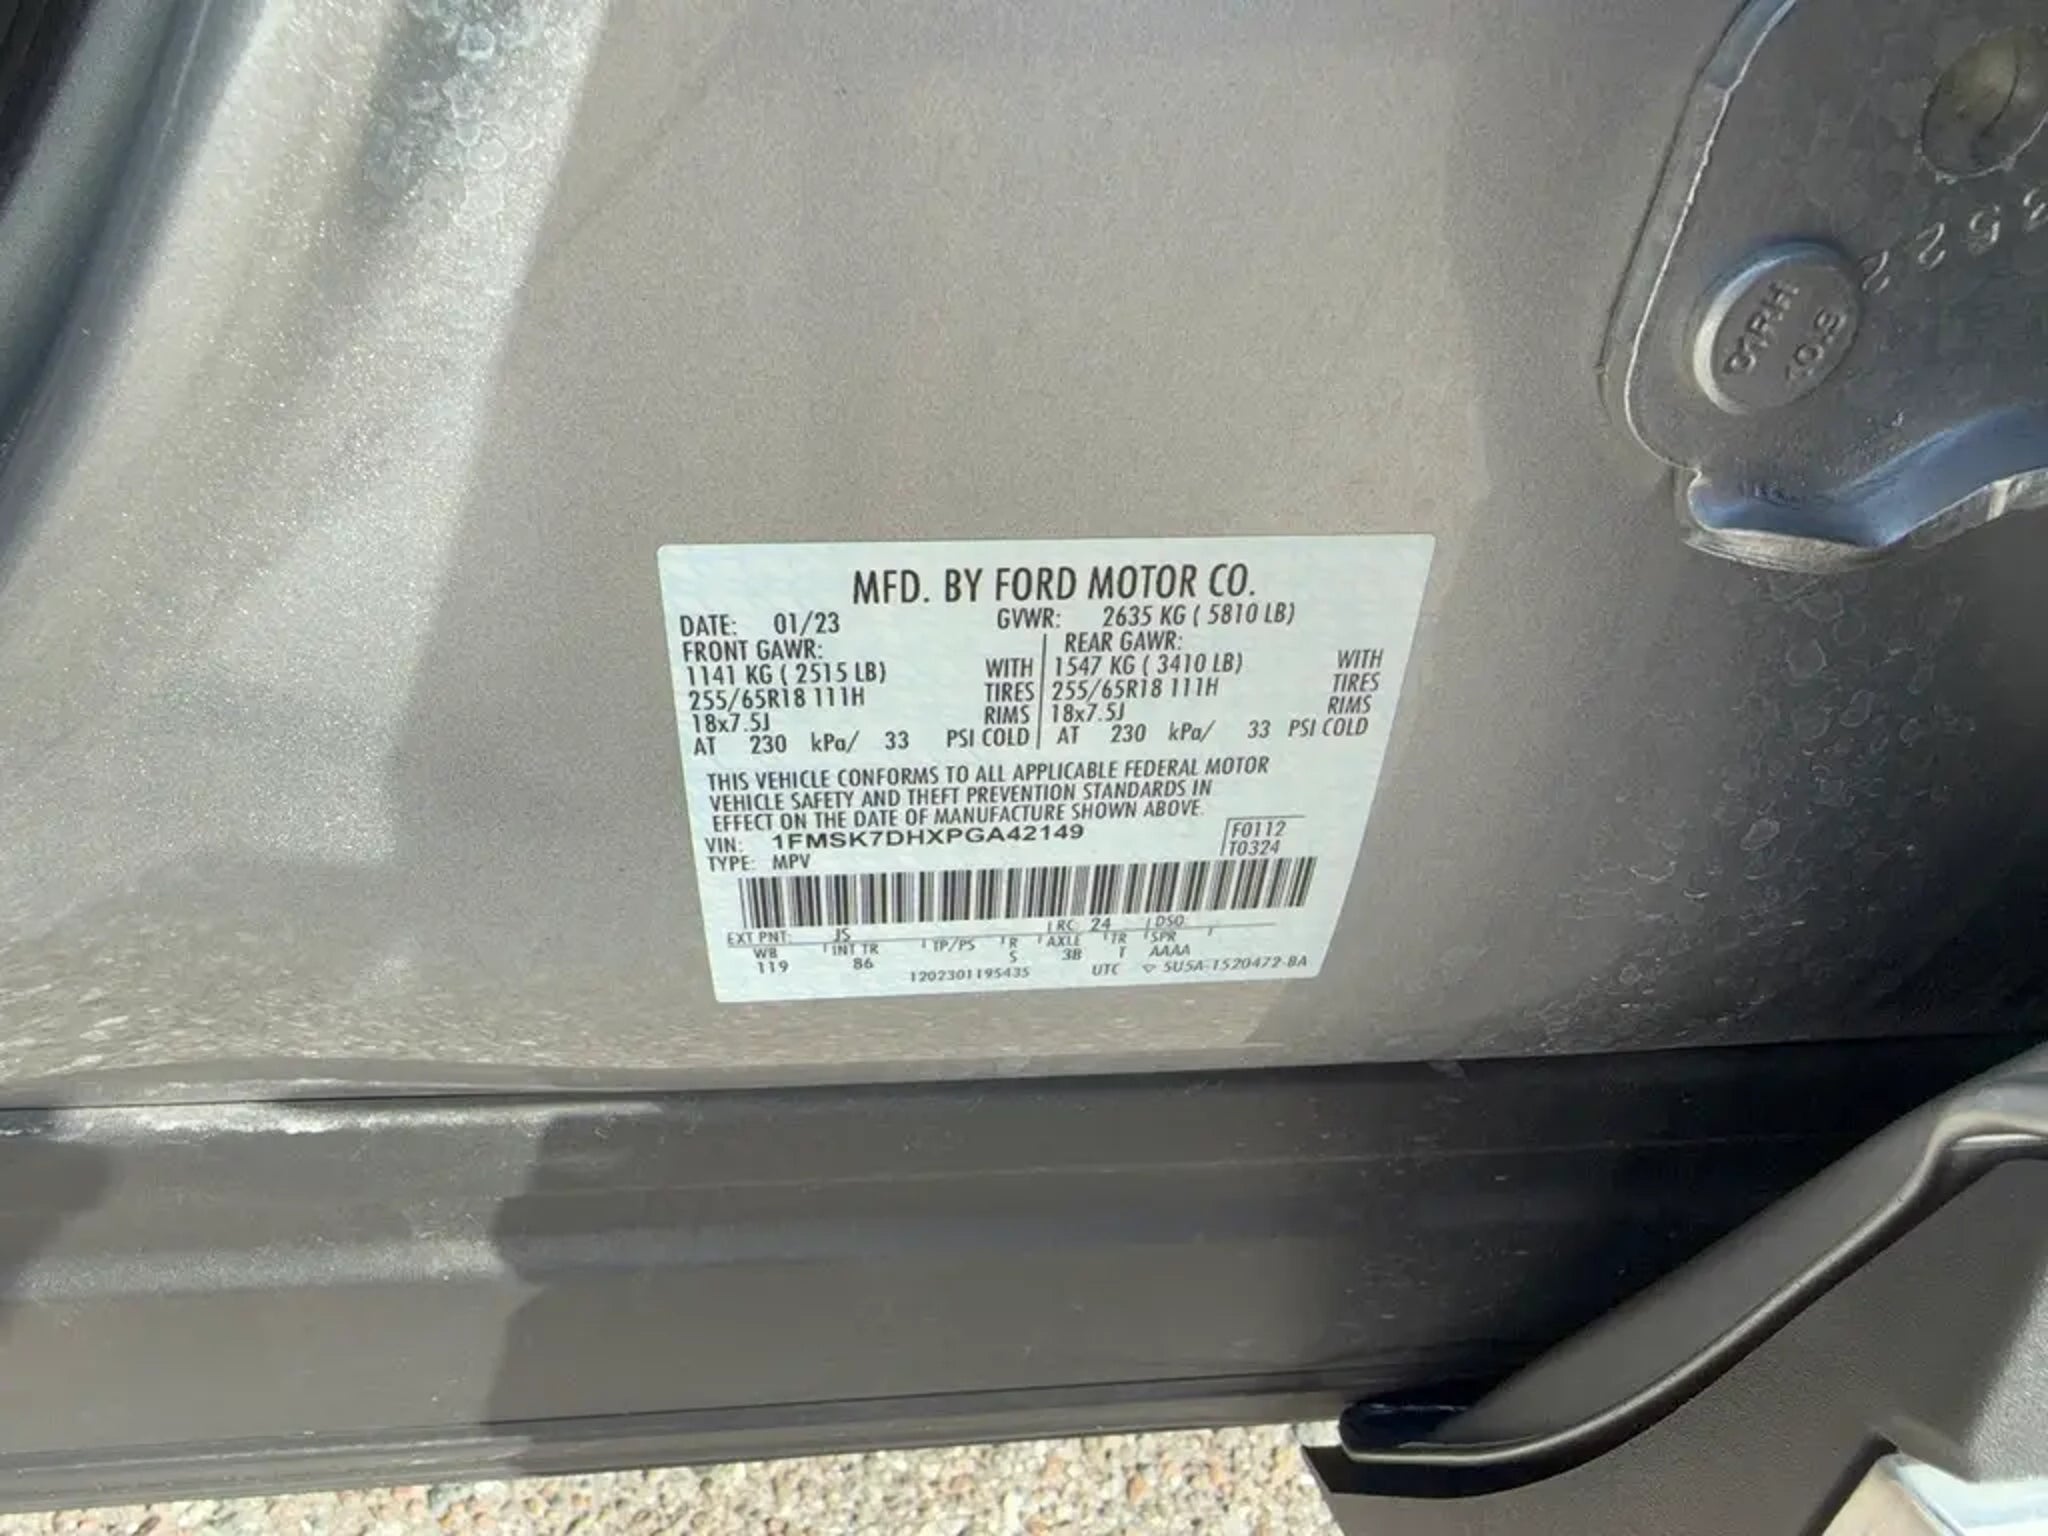 3522
01RH
10.3
MFD. BY FORD MOTOR CO.
DATE: 01/23 GVWR: 2635 KG ( 5810 LB)
FRONT GAWR: REAR GAWR:
1141 KG ( 2515 LB) WITH 1547 KG ( 3410 LB) WITH
255/65R18 111H TIRES 255/65R18 111H TIRES
18x7.5J RIMS 18x7.5J RIMS
AT 230 kPa/ 33 PSI COLD AT 230 kPa/ 33 PSI COLD
THIS VEHICLE CONFORMS TO ALL APPLICABLE FEDERAL MOTOR
VEHICLE SAFETY AND THEFT PREVENTION STANDARDS IN
EFFECT ON THE DATE OF MANUFACTURE SHOWN ABOVE.
VIN: 1FMSK7DHXPGA42149 F0112
TYPE: MPV T0324
EXT PNT: JS RC: 24 DSO:
WB INT TR TP/PS R AXLE TR SPR
119 86 S 3B T AAAA
1202301195435 UTC ▽ 5U5A-1520472-BA